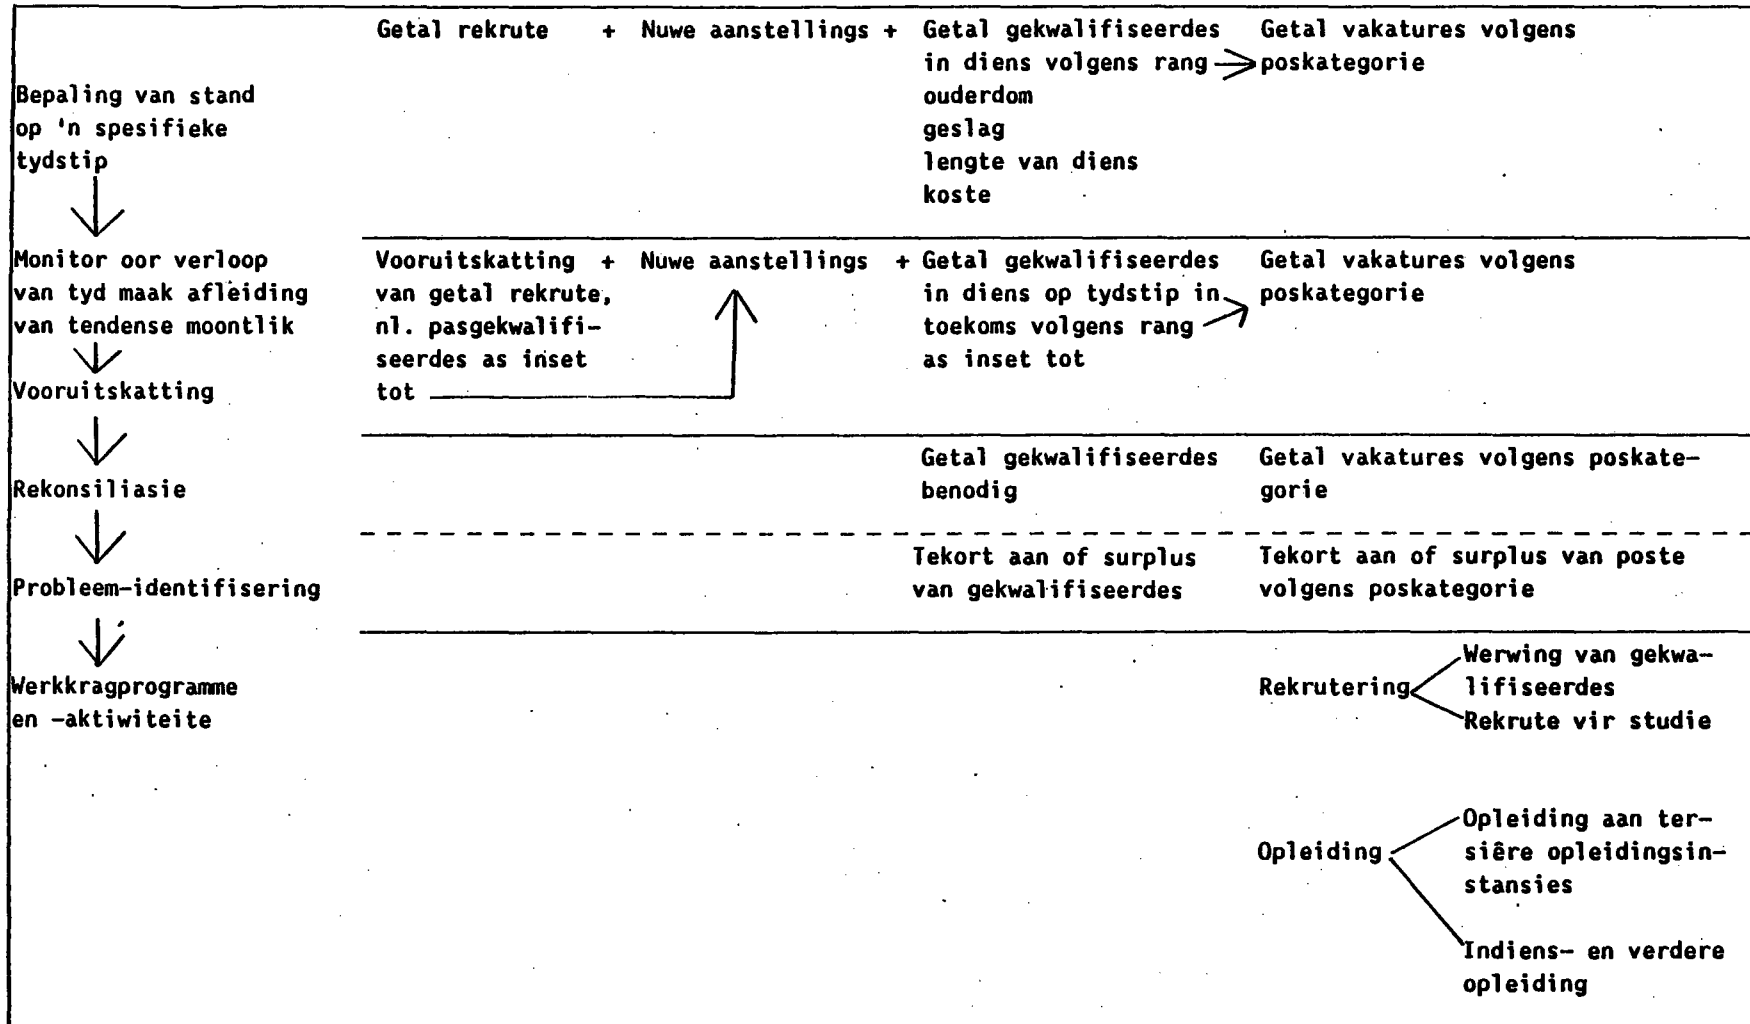 Getal rekrute + Nuwe aanstellings + Getal gekwalifiseerdes Getal vakatures volgens
in diens volgens rang poskategorie
Bepaling van stand ouderdom
op 'n spesifieke geslag
tydstip lengte van diens
koste
Monitor oor verloop Vooruitskatting + Nuwe aanstellings + Getal gekwalifiseerdes Getal vakatures volgens
van tyd maak afleiding van getal rekrute, in diens op tydstip in poskategorie
van tendense moontlik nl. pasgekwalifi- toekoms volgens rang
seerdes as inset as inset tot
Vooruitskatting tot
Getal gekwalifiseerdes Getal vakatures volgens poskate-
Rekonsiliasie benodig gorie
Tekort aan of surplus Tekort aan of surplus van poste
Probleem-identifisering van gekwalifiseerdes volgens poskategorie
Werwing van gekwa-
Werkkragprogramme Rekrutering lifiseerdes
en -aktiwiteite Rekrute vir studie
Opleiding aan ter-
Opleiding siêre opleidingsin-
stansies
Indiens- en verdere
opleiding